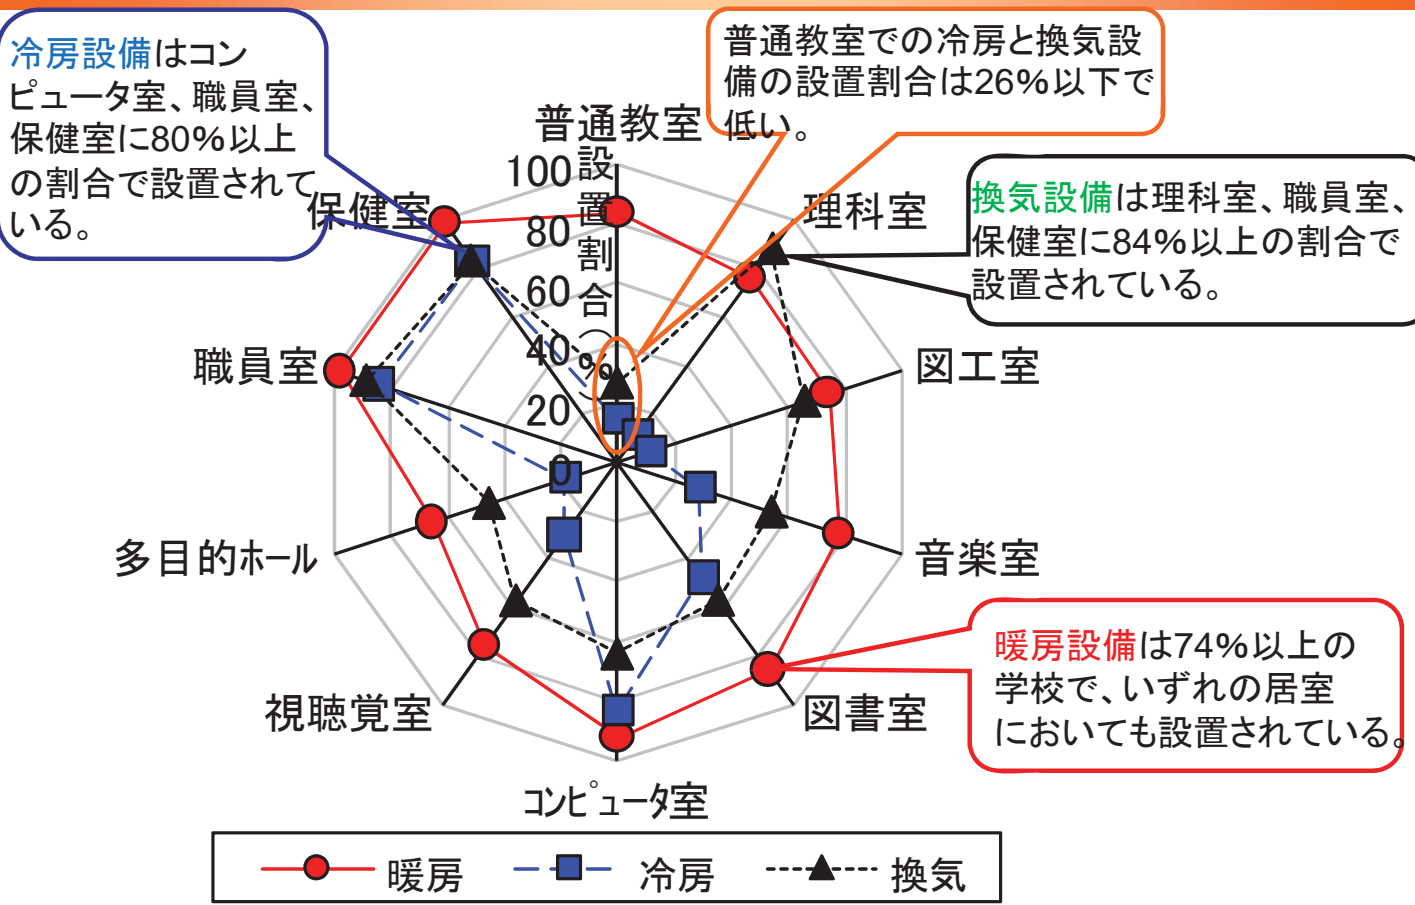 冷房設備はコン
ピュータ室、職員室、
保健室に80%以上
の割合で設置されて
いる。
普通教室での冷房と換気設
備の設置割合は26%以下で
低い。
換気設備は理科室、職員室、
保健室に84%以上の割合で
設置されている。
暖房設備は74%以上の
学校で、いずれの居室
においても設置されている。
普通教室
理科室
図工室
音楽室
図書室
コンピュータ室
視聴覚室
多目的ホール
職員室
保健室
設置割合(%)
100
80
60
40
20
0
暖房 冷房 換気